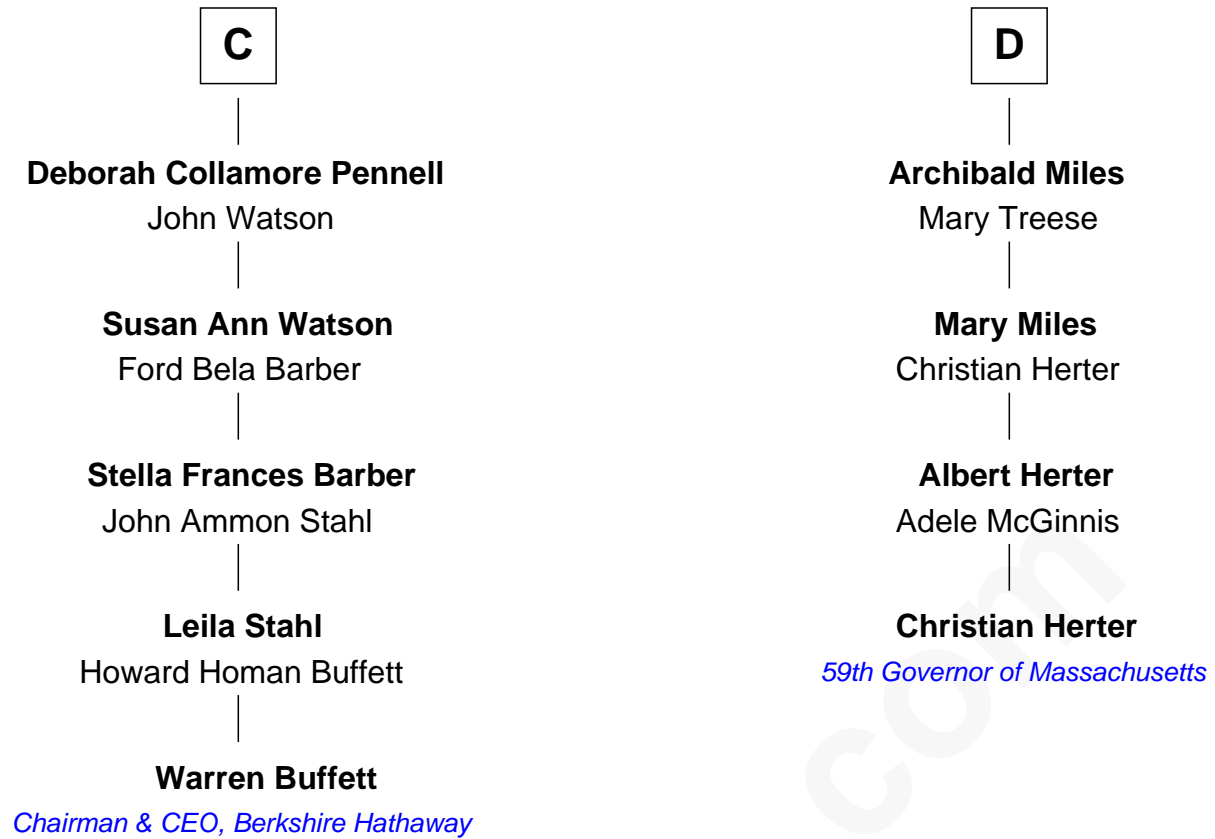 C
Deborah Collamore Pennell
John Watson
Susan Ann Watson
Ford Bela Barber
Stella Frances Barber
John Ammon Stahl
Leila Stahl
Howard Homan Buffett
Warren Buffett
Chairman & CEO, Berkshire Hathaway
D
Archibald Miles
Mary Treese
Mary Miles
Christian Herter
Albert Herter
Adele McGinnis
Christian Herter
59th Governor of Massachusetts
com